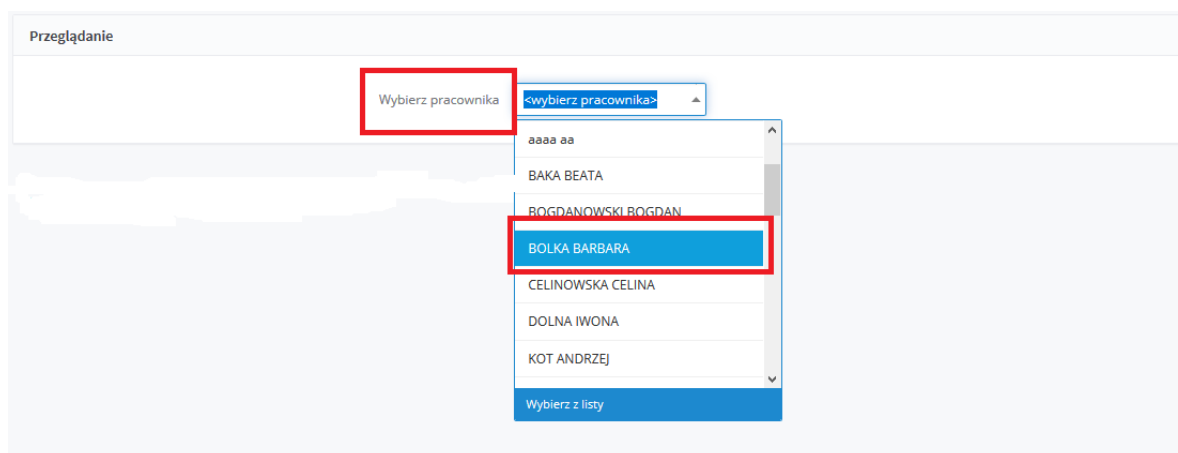 Przeglądanie
Wybierz pracownika <wybierz pracownika>
aaaa aa
BAKA BEATA
BOGDANOWSKI BOGDAN
BOLKA BARBARA
CELINOWSKA CELINA
DOLNA IWONA
KOT ANDRZEJ
Wybierz z listy